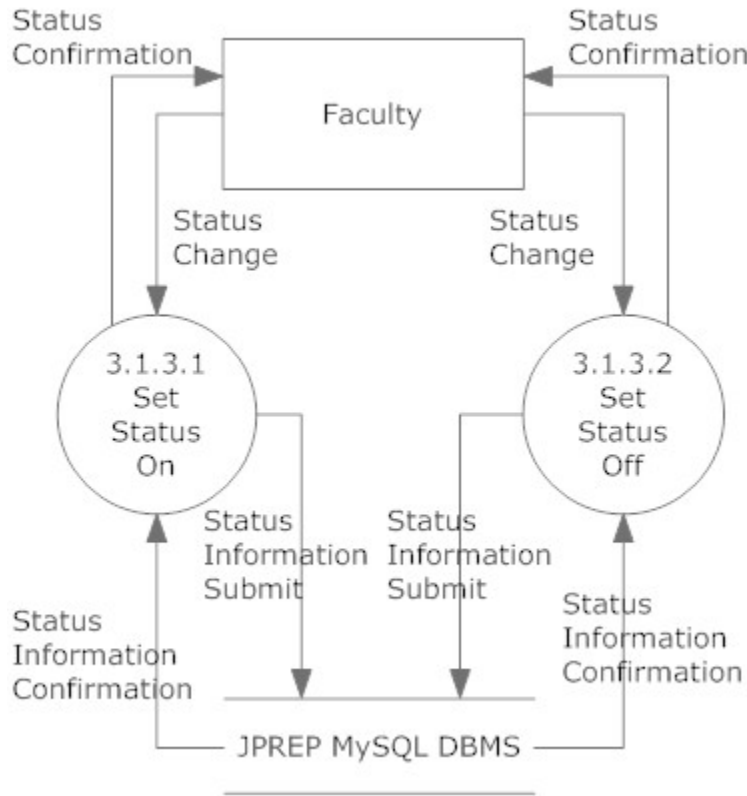 Status
Confirmation
Status
Confirmation
Faculty
Status
Change
Status
Change
3.1.3.1
Set
Status
On
3.1.3.2
Set
Status
Off
Status
Information
Submit
Status
Information
Submit
Status
Information
Confirmation
Status
Information
Confirmation
JPREP MySQL DBMS